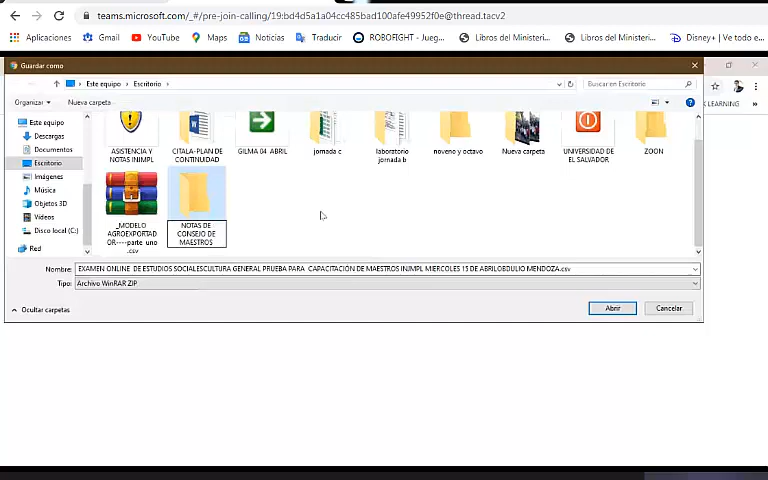 teams.microsoft.com/_#/pre-join-calling/19:bd4d5a1a04cc485bad100afe49952f0e@thread.tacv2
Aplicaciones Gmail YouTube Maps Noticias Traducir ROBOFIGHT - Jueg... Libros del Ministeri... Libros del Ministeri... Disney+ | Ve todo e... »
Guardar como
Este equipo > Escritorio > Buscar en Escritorio
Organizar Nueva carpeta
LEARNING »
Este equipo
Descargas
Documentos
Escritorio
Imágenes
Música
Objetos 3D
Vídeos
Disco local (C:)
Red
ASISTENCIA Y
NOTAS INJMPL
CITALA-PLAN DE
CONTINUIDAD
GILMA 04 ABRIL
jornada c
laboratorio
jornada b
noveno y octavo
Nueva carpeta
UNIVERSIDAD DE
EL SALVADOR
ZOON
_MODELO
AGROEXPORTAD
OR----parte uno
.csv
NOTAS DE
CONSEJO DE
MAESTROS
Nombre: EXAMEN ONLINE DE ESTUDIOS SOCIALESCULTURA GENERAL PRUEBA PARA CAPACITACIÓN DE MAESTROS INJMPL MIERCOLES 15 DE ABRILOBDULIO MENDOZA.csv
Tipo: Archivo WinRAR ZIP
Ocultar carpetas
Abrir Cancelar